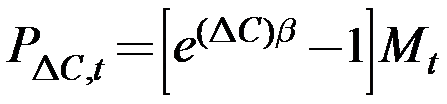 P_{ΔC,t} = [e^{(ΔC)β} − 1] M_t